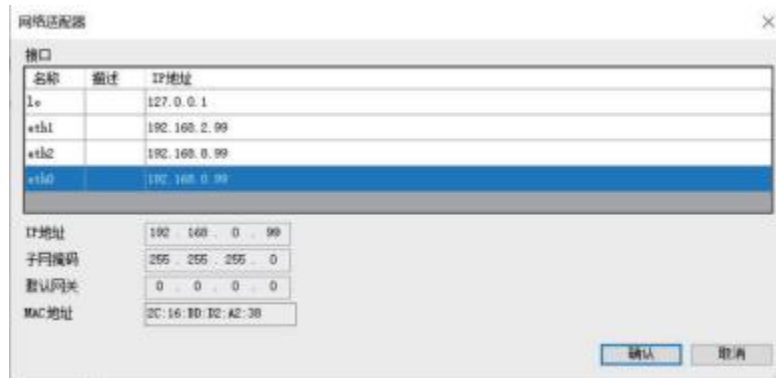 网络适配器
接口
名称 描述 IP地址
lo 127.0.0.1
eth1 192.168.2.99
eth2 192.168.8.99
eth0 192.168.0.99
IP地址 192 . 168 . 0 . 99
子网掩码 255 . 255 . 255 . 0
默认网关 0 . 0 . 0 . 0
MAC地址 2C:16:BD:D2:A2:38
确认 取消